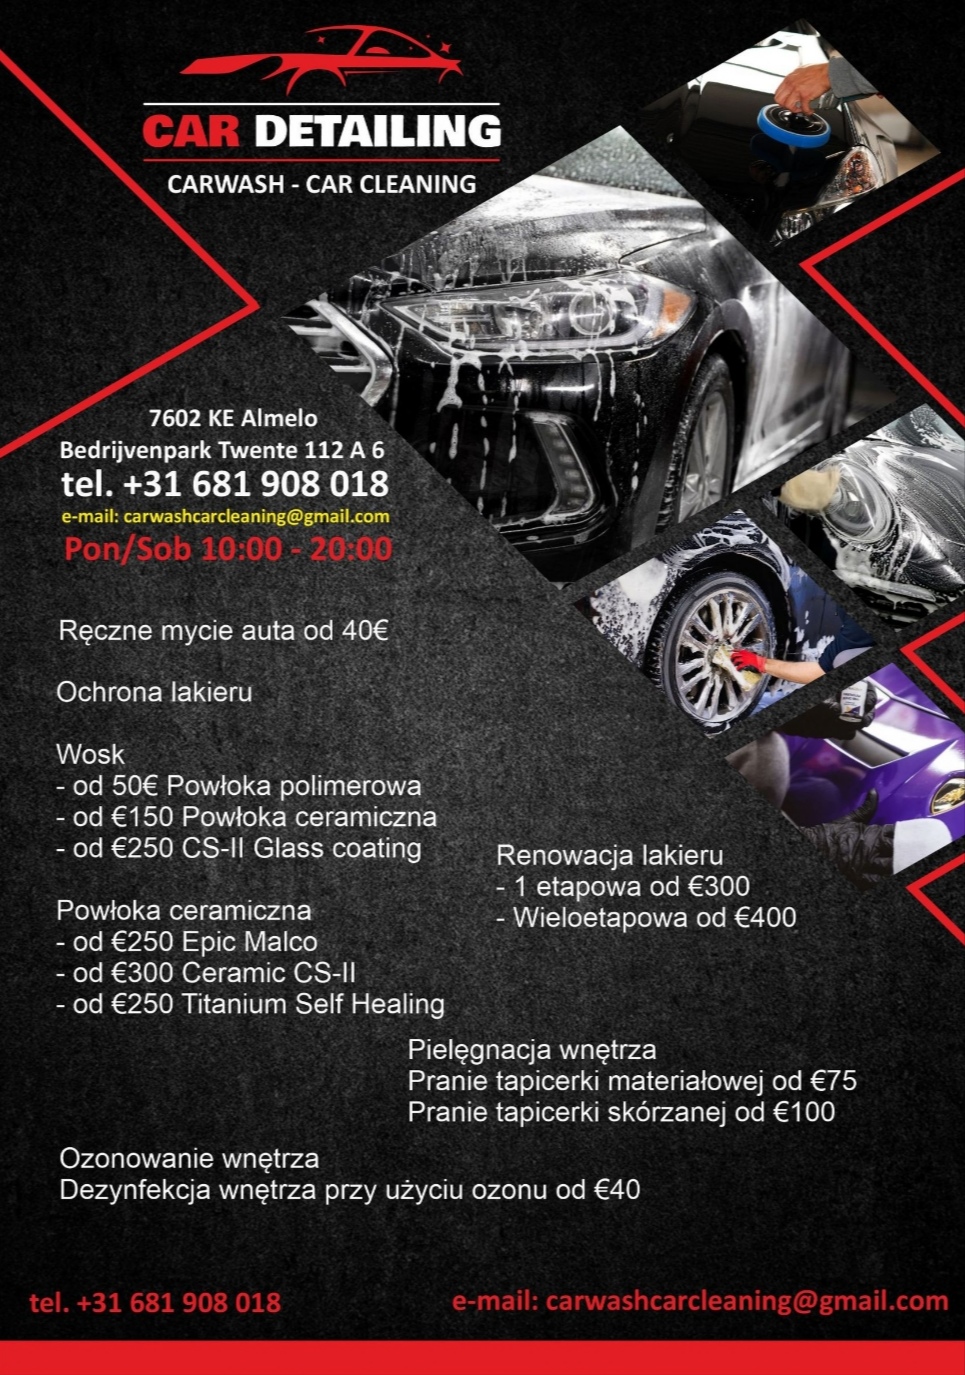 CAR DETAILING
CARWASH - CAR CLEANING
7602 KE Almelo
Bedrijvenpark Twente 112 A 6
tel. +31 681 908 018
e-mail: carwashcarcleaning@gmail.com
Pon/Sob 10:00 - 20:00
Ręczne mycie auta od 40€
Ochrona lakieru
Wosk
- od 50€ Powłoka polimerowa
- od €150 Powłoka ceramiczna
- od €250 CS-II Glass coating
Powłoka ceramiczna
- od €250 Epic Malco
- od €300 Ceramic CS-II
- od €250 Titanium Self Healing
Renowacja lakieru
- 1 etapowa od €300
- Wieloetapowa od €400
Pielęgnacja wnętrza
Pranie tapicerki materiałowej od €75
Pranie tapicerki skórzanej od €100
Ozonowanie wnętrza
Dezynfekcja wnętrza przy użyciu ozonu od €40
tel. +31 681 908 018
e-mail: carwashcarcleaning@gmail.com